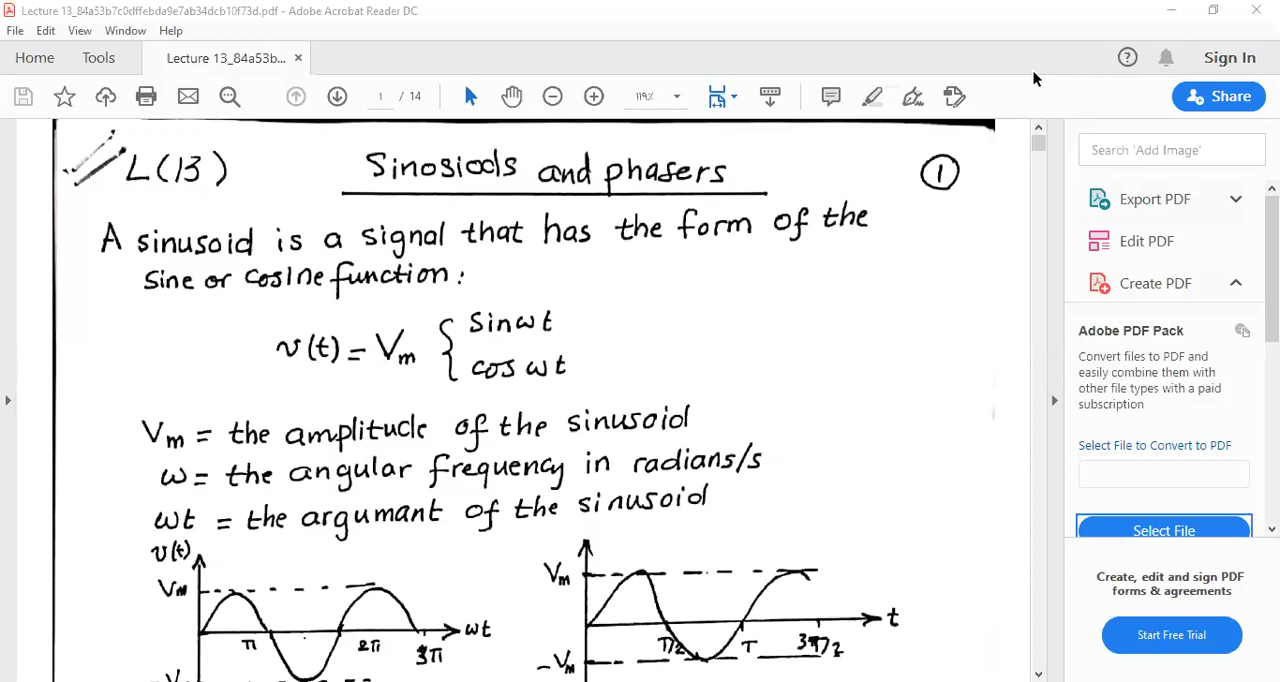 Lecture 13_84a53b7c0dffebda9e7ab34dcb10f73d.pdf - Adobe Acrobat Reader DC
File Edit View Window Help
Home Tools Lecture 13_84a53b... × Sign In
1 / 14 119% Share
L(13) Sinosiods and phasers 1
A sinusoid is a signal that has the form of the
Sine or cosine function:
v(t) = Vm { sin ωt
cos ωt
Vm = the amplitude of the sinusoid
ω = the angular frequency in radians/s
ωt = the argumant of the sinusoid
v(t)
Vm
π 2π 3π ωt
Vm
T/2 T t
-Vm
Search 'Add Image'
Export PDF
Edit PDF
Create PDF
Adobe PDF Pack
Convert files to PDF and
easily combine them with
other file types with a paid
subscription
Select File to Convert to PDF
Select File
Create, edit and sign PDF
forms & agreements
Start Free Trial